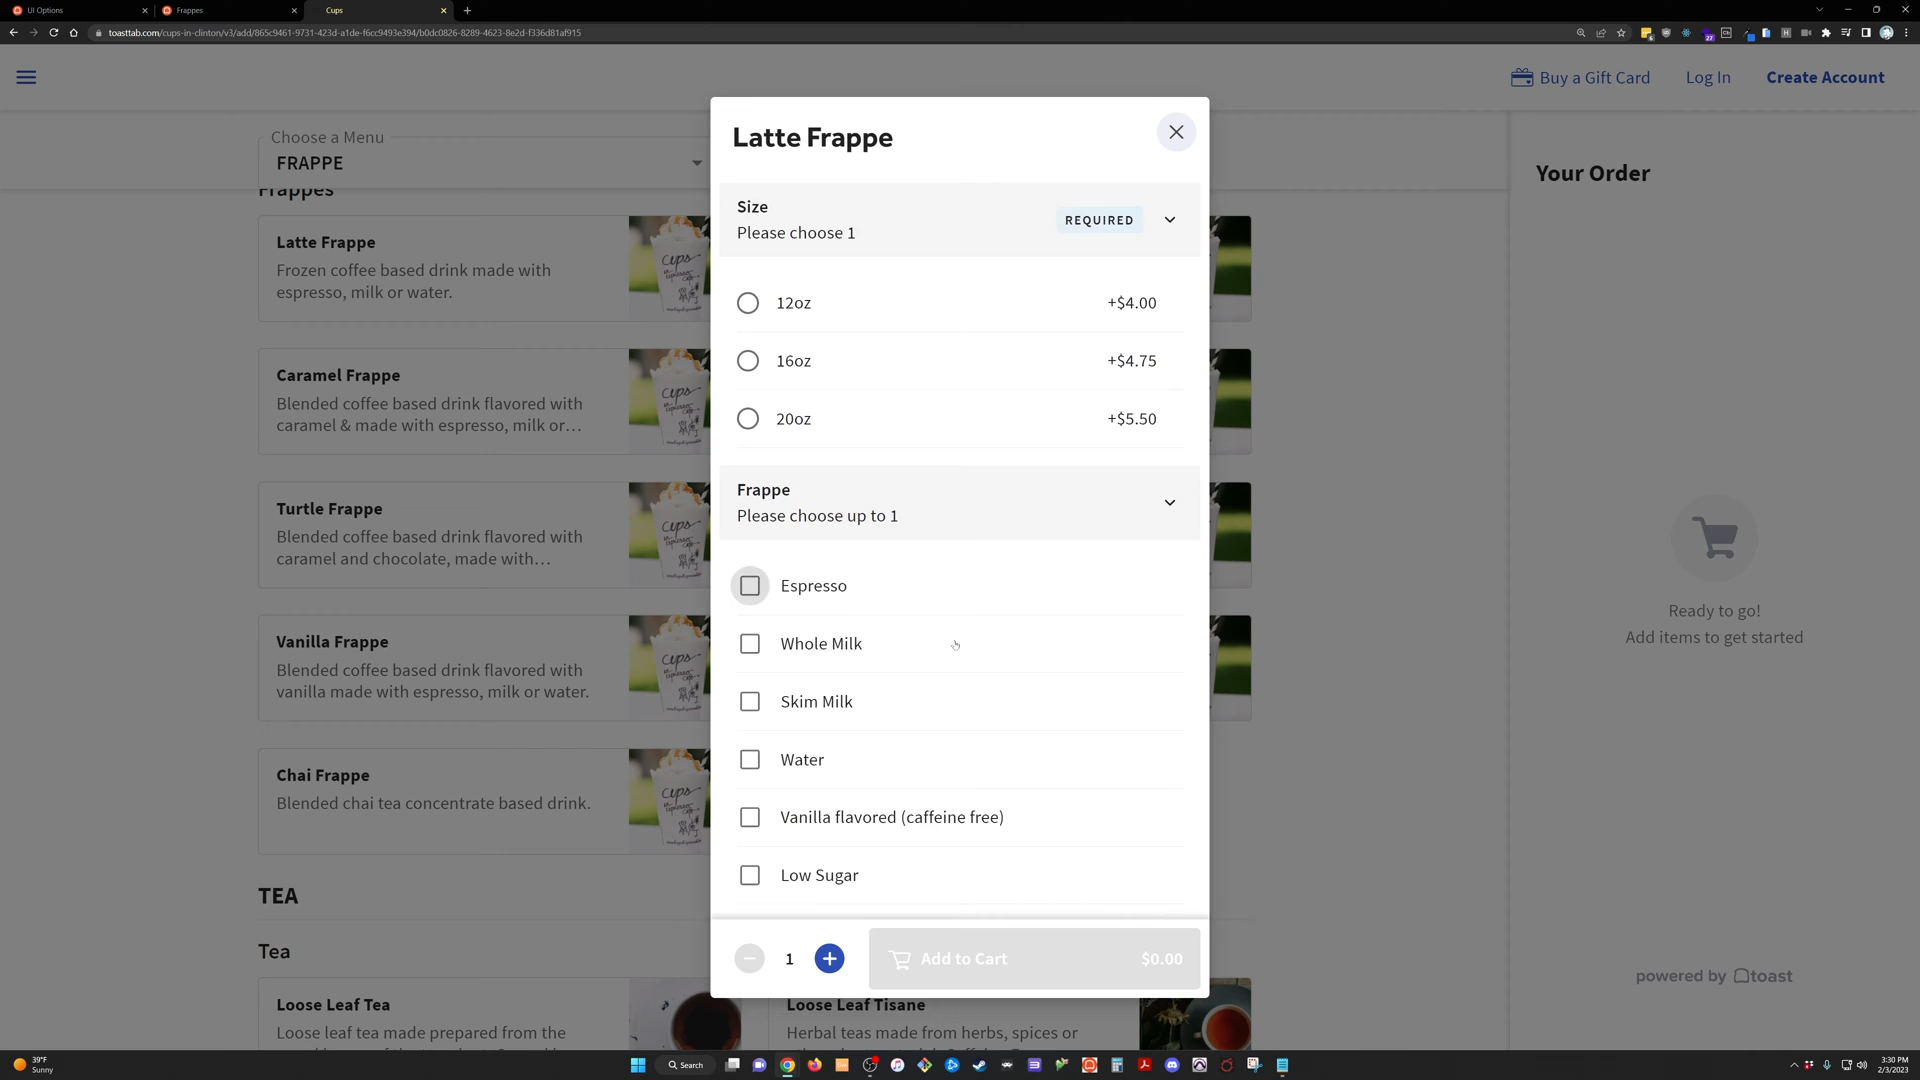 UI Options
Frappes
Cups
toasttab.com/cups-in-clinton/v3/add/865c9461-9731-423d-a1de-f6cc9493e394/b0dc0826-8289-4623-8e2d-f336d81af915
Buy a Gift Card
Log In
Create Account
Choose a Menu
FRAPPE
Frappes
Latte Frappe
Frozen coffee based drink made with
espresso, milk or water.
Caramel Frappe
Blended coffee based drink flavored with
caramel & made with espresso, milk or...
Turtle Frappe
Blended coffee based drink flavored with
caramel and chocolate, made with...
Vanilla Frappe
Blended coffee based drink flavored with
vanilla made with espresso, milk or water.
Chai Frappe
Blended chai tea concentrate based drink.
TEA
Tea
Loose Leaf Tea
Loose leaf tea made prepared from the
Loose Leaf Tisane
Herbal teas made from herbs, spices or
Latte Frappe
Size
Please choose 1
REQUIRED
12oz +$4.00
16oz +$4.75
20oz +$5.50
Frappe
Please choose up to 1
Espresso
Whole Milk
Skim Milk
Water
Vanilla flavored (caffeine free)
Low Sugar
1
Add to Cart $0.00
Your Order
Ready to go!
Add items to get started
powered by toast
39°F
Sunny
Search
3:30 PM
2/3/2023